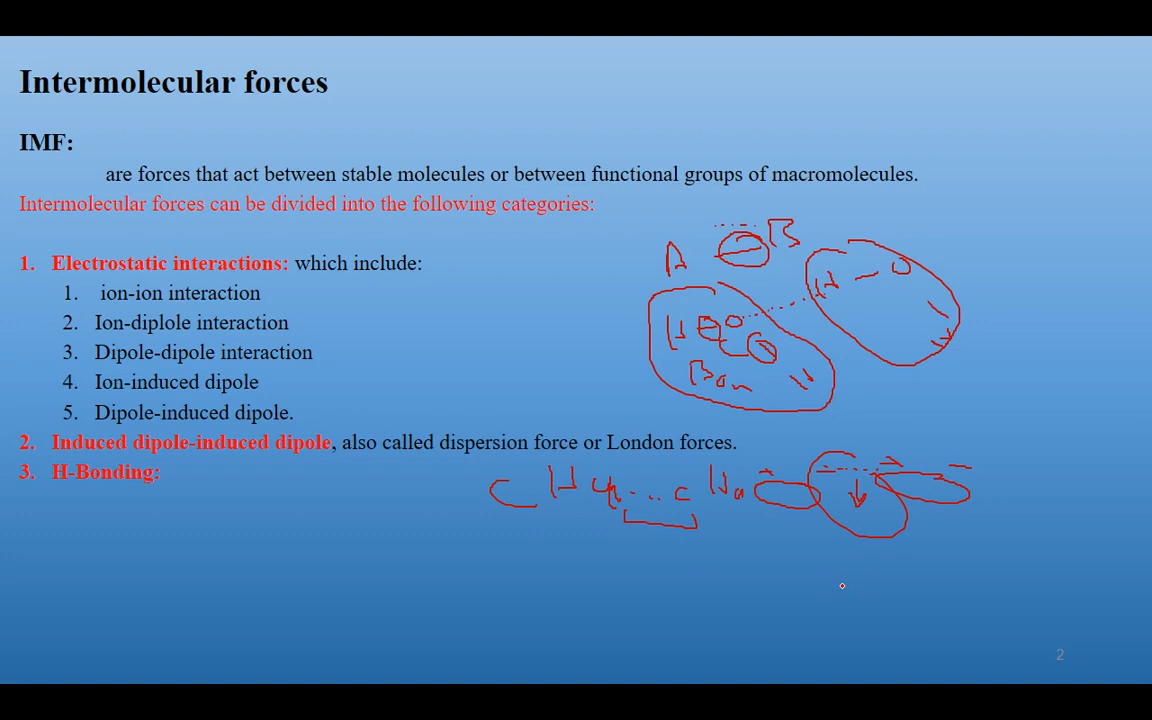 Intermolecular forces
IMF:
are forces that act between stable molecules or between functional groups of macromolecules.
Intermolecular forces can be divided into the following categories:
1. Electrostatic interactions: which include:
1. ion-ion interaction
2. Ion-diplole interaction
3. Dipole-dipole interaction
4. Ion-induced dipole
5. Dipole-induced dipole.
2. Induced dipole-induced dipole, also called dispersion force or London forces.
3. H-Bonding:
2